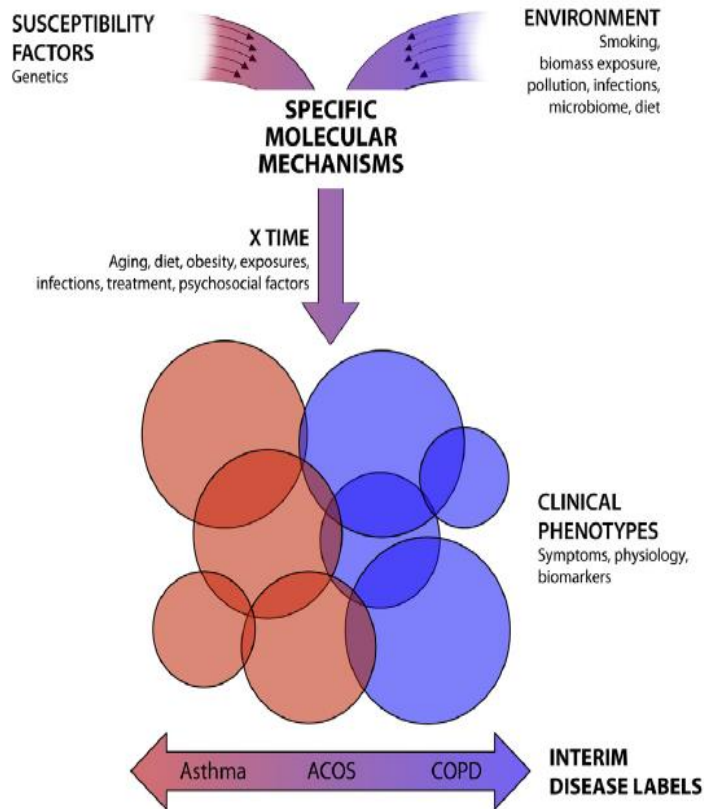 SUSCEPTIBILITY
FACTORS
Genetics
ENVIRONMENT
Smoking,
biomass exposure,
pollution, infections,
microbiome, diet
SPECIFIC
MOLECULAR
MECHANISMS
X TIME
Aging, diet, obesity, exposures,
infections, treatment, psychosocial factors
CLINICAL
PHENOTYPES
Symptoms, physiology,
biomarkers
Asthma ACOS COPD
INTERIM
DISEASE LABELS